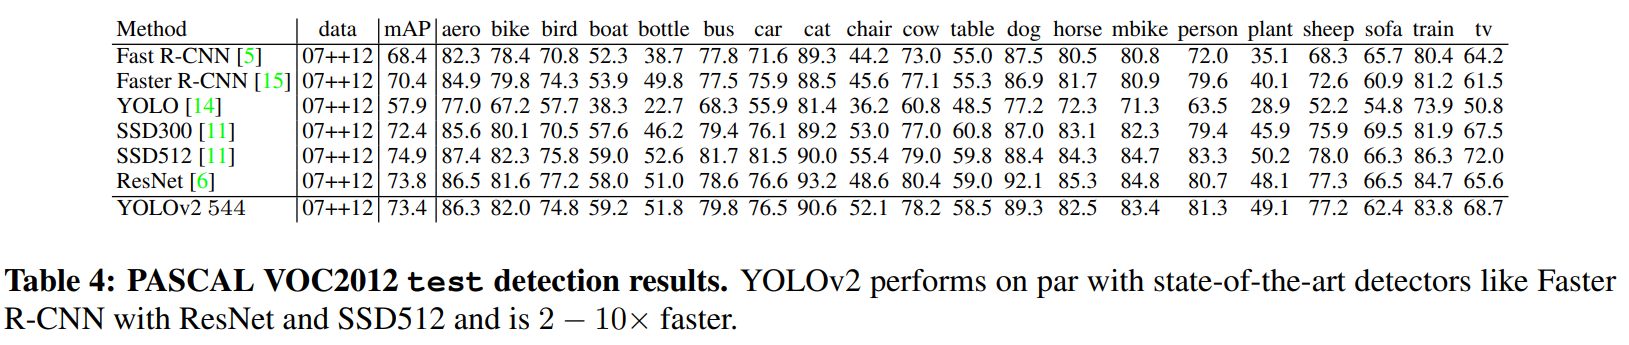 Method data mAP aero bike bird boat bottle bus car cat chair cow table dog horse mbike person plant sheep sofa train tv
Fast R-CNN [5] 07++12 68.4 82.3 78.4 70.8 52.3 38.7 77.8 71.6 89.3 44.2 73.0 55.0 87.5 80.5 80.8 72.0 35.1 68.3 65.7 80.4 64.2
Faster R-CNN [15] 07++12 70.4 84.9 79.8 74.3 53.9 49.8 77.5 75.9 88.5 45.6 77.1 55.3 86.9 81.7 80.9 79.6 40.1 72.6 60.9 81.2 61.5
YOLO [14] 07++12 57.9 77.0 67.2 57.7 38.3 22.7 68.3 55.9 81.4 36.2 60.8 48.5 77.2 72.3 71.3 63.5 28.9 52.2 54.8 73.9 50.8
SSD300 [11] 07++12 72.4 85.6 80.1 70.5 57.6 46.2 79.4 76.1 89.2 53.0 77.0 60.8 87.0 83.1 82.3 79.4 45.9 75.9 69.5 81.9 67.5
SSD512 [11] 07++12 74.9 87.4 82.3 75.8 59.0 52.6 81.7 81.5 90.0 55.4 79.0 59.8 88.4 84.3 84.7 83.3 50.2 78.0 66.3 86.3 72.0
ResNet [6] 07++12 73.8 86.5 81.6 77.2 58.0 51.0 78.6 76.6 93.2 48.6 80.4 59.0 92.1 85.3 84.8 80.7 48.1 77.3 66.5 84.7 65.6
YOLOv2 544 07++12 73.4 86.3 82.0 74.8 59.2 51.8 79.8 76.5 90.6 52.1 78.2 58.5 89.3 82.5 83.4 81.3 49.1 77.2 62.4 83.8 68.7
Table 4: PASCAL VOC2012 test detection results. YOLOv2 performs on par with state-of-the-art detectors like Faster
R-CNN with ResNet and SSD512 and is 2 − 10× faster.